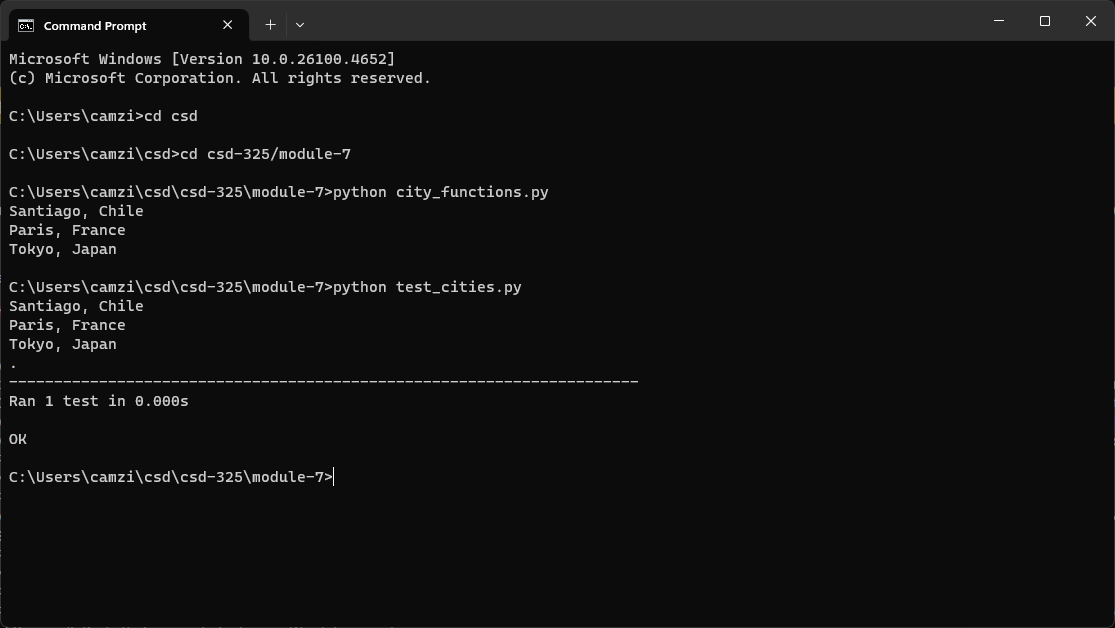 Command Prompt
Microsoft Windows [Version 10.0.26100.4652]
(c) Microsoft Corporation. All rights reserved.
C:\Users\camzi>cd csd
C:\Users\camzi\csd>cd csd-325/module-7
C:\Users\camzi\csd\csd-325\module-7>python city_functions.py
Santiago, Chile
Paris, France
Tokyo, Japan
C:\Users\camzi\csd\csd-325\module-7>python test_cities.py
Santiago, Chile
Paris, France
Tokyo, Japan
.
----------------------------------------------------------------------
Ran 1 test in 0.000s
OK
C:\Users\camzi\csd\csd-325\module-7>